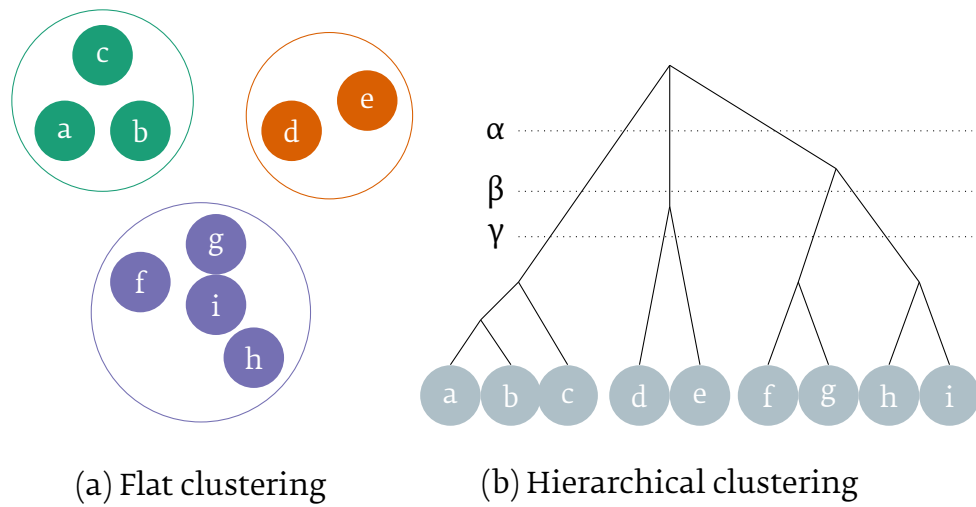 c
a
b
d
e
g
f
i
h
(a) Flat clustering
α
β
γ
a b c d e f g h i
(b) Hierarchical clustering